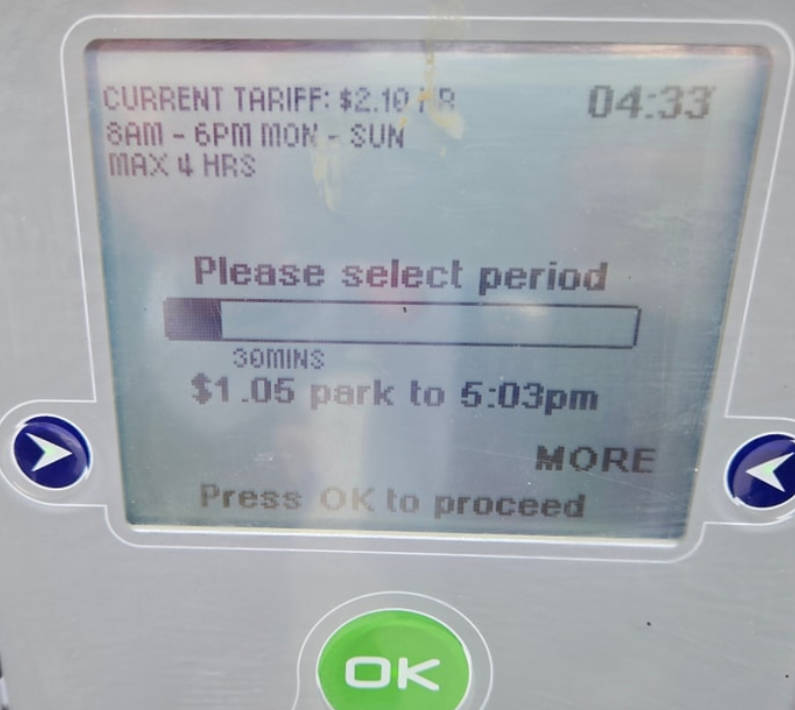 CURRENT TARIFF: $2.10 HR
04:33
8AM - 6PM MON - SUN
MAX 4 HRS
Please select period
30MINS
$1.05 park to 5:03pm
MORE
Press OK to proceed
OK